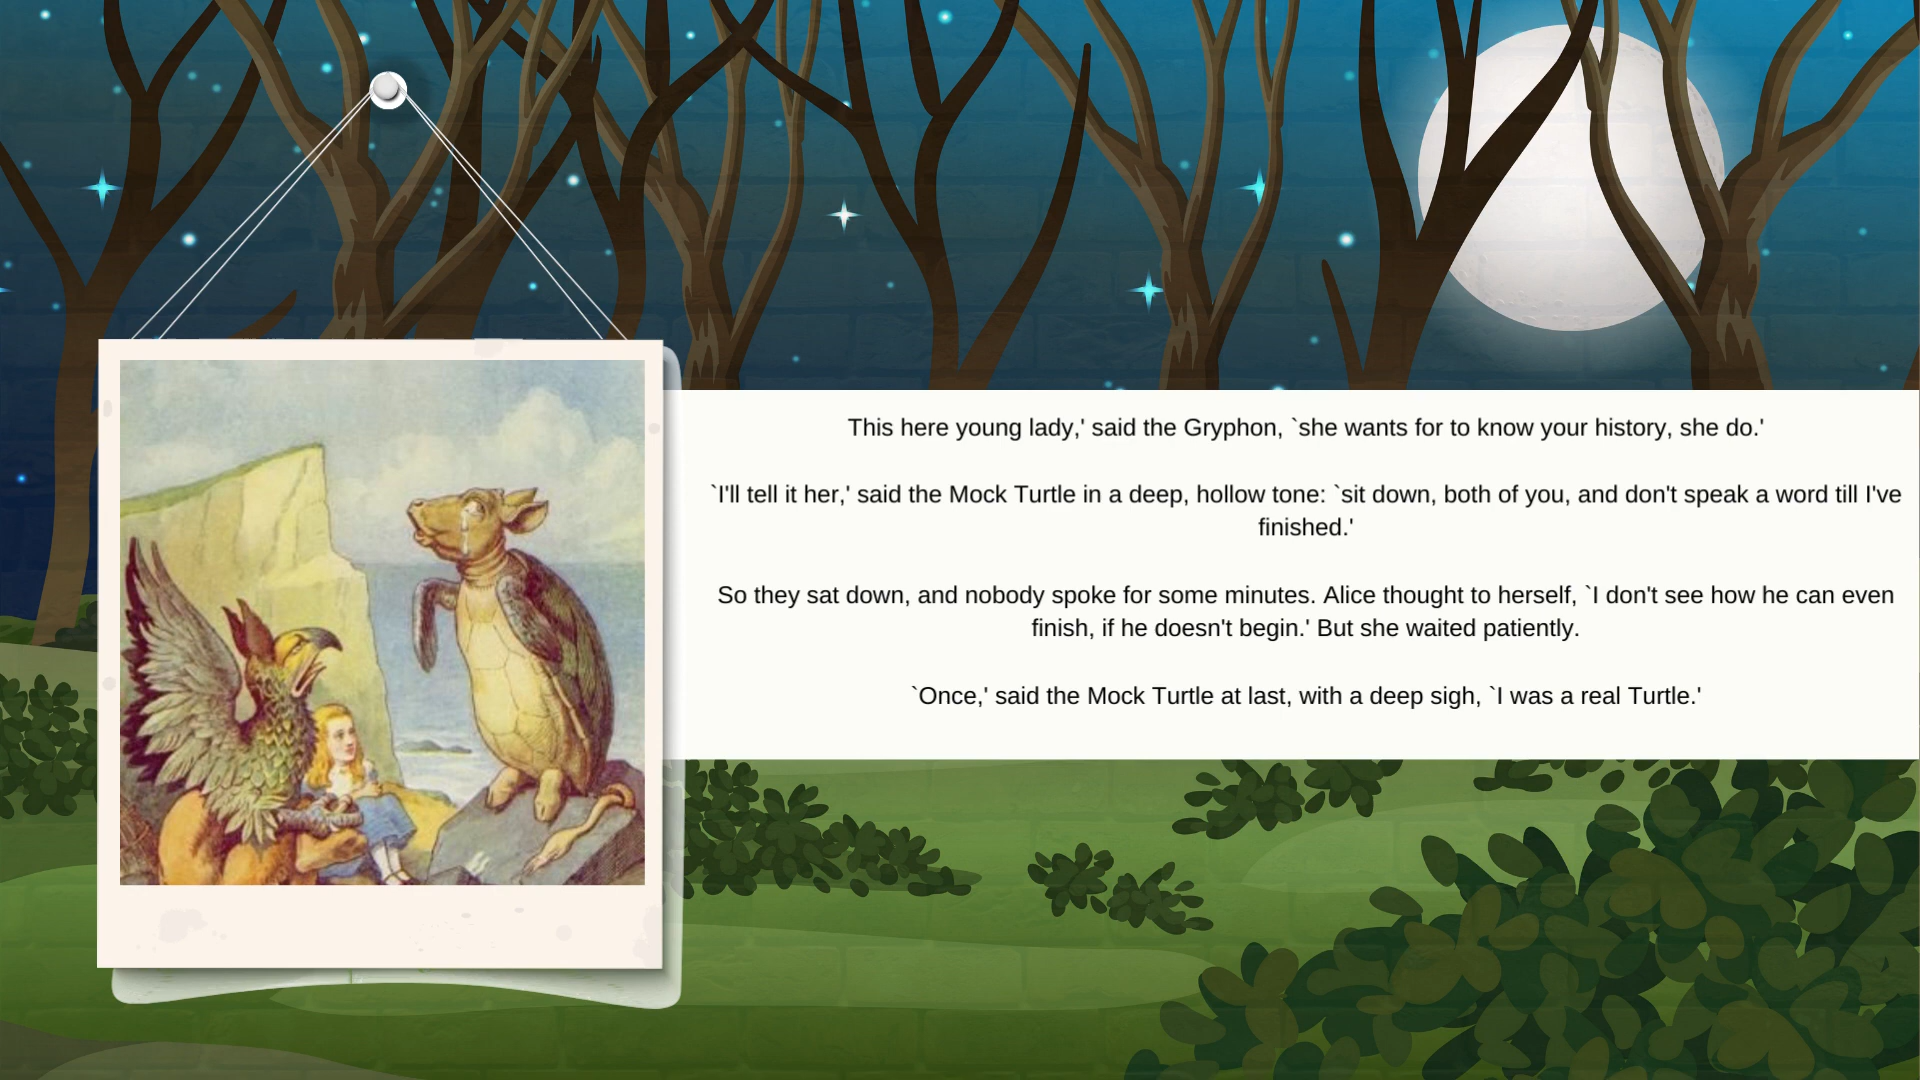 This here young lady,' said the Gryphon, `she wants for to know your history, she do.'
`I'll tell it her,' said the Mock Turtle in a deep, hollow tone: `sit down, both of you, and don't speak a word till I've
finished.'
So they sat down, and nobody spoke for some minutes. Alice thought to herself, `I don't see how he can even
finish, if he doesn't begin.' But she waited patiently.
`Once,' said the Mock Turtle at last, with a deep sigh, `I was a real Turtle.'